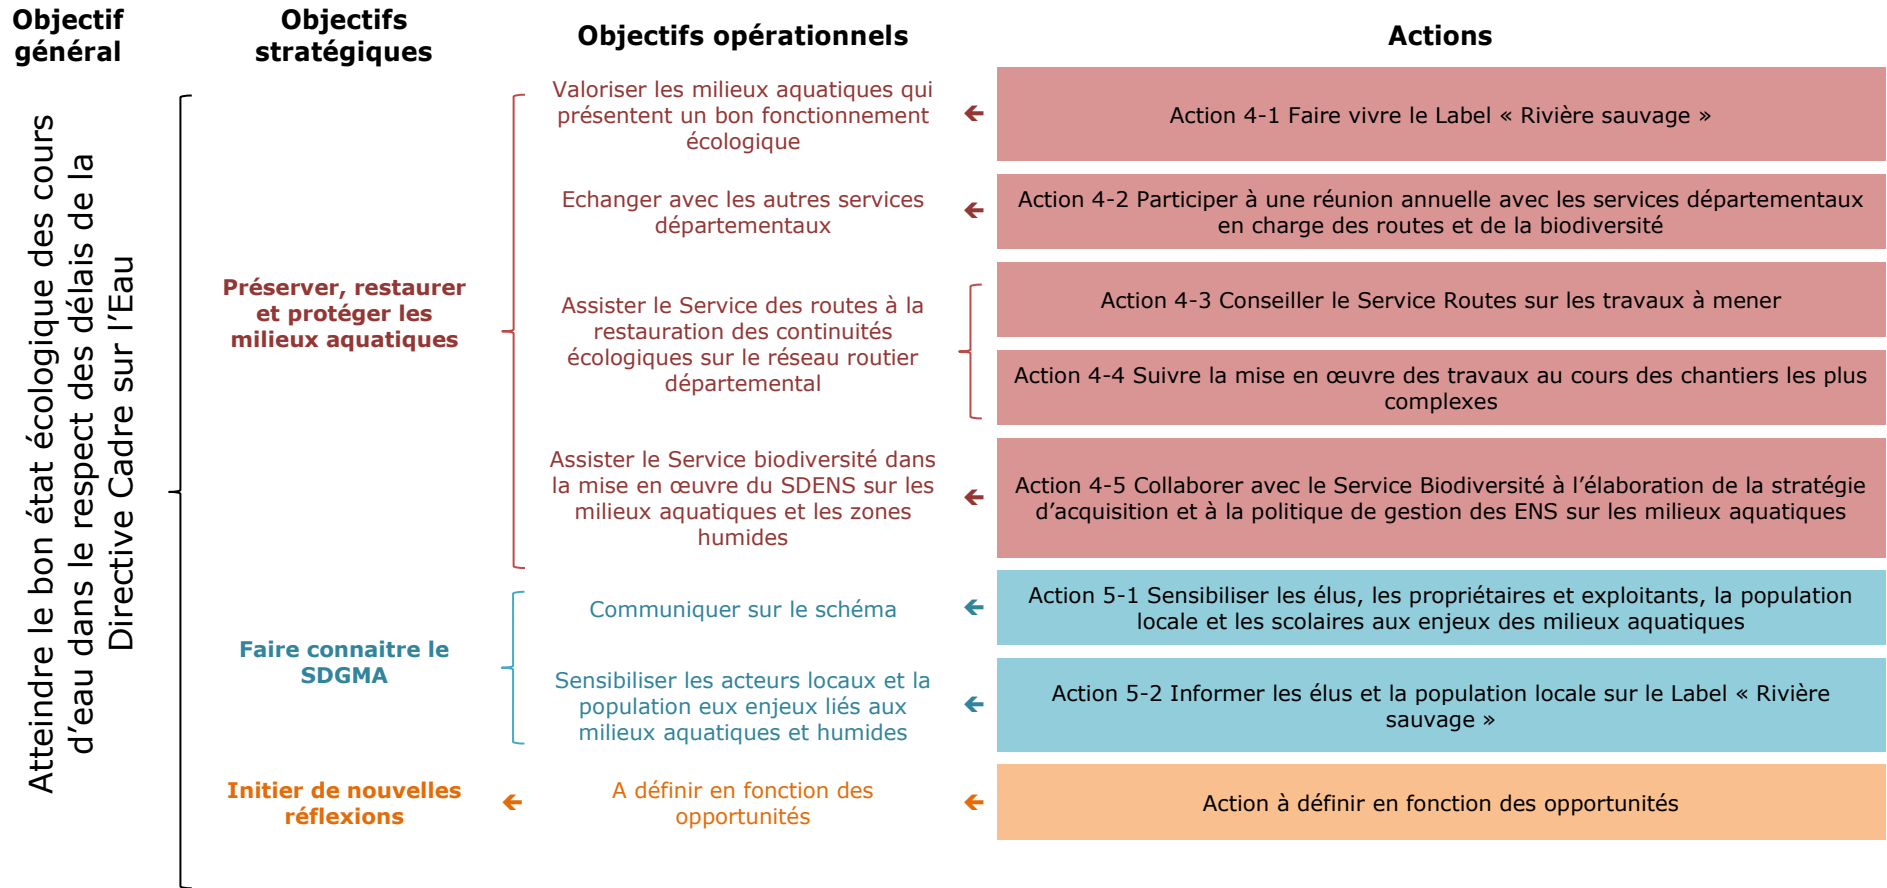 Objectif
général
Objectifs
stratégiques
Objectifs opérationnels
Actions
Atteindre le bon état écologique des cours
d’eau dans le respect des délais de la
Directive Cadre sur l’Eau
Préserver, restaurer
et protéger les
milieux aquatiques
Valoriser les milieux aquatiques qui
présentent un bon fonctionnement
écologique
Action 4-1 Faire vivre le Label « Rivière sauvage »
Echanger avec les autres services
départementaux
Action 4-2 Participer à une réunion annuelle avec les services départementaux
en charge des routes et de la biodiversité
Assister le Service des routes à la
restauration des continuités
écologiques sur le réseau routier
départemental
Action 4-3 Conseiller le Service Routes sur les travaux à mener
Action 4-4 Suivre la mise en œuvre des travaux au cours des chantiers les plus
complexes
Assister le Service biodiversité dans
la mise en œuvre du SDENS sur les
milieux aquatiques et les zones
humides
Action 4-5 Collaborer avec le Service Biodiversité à l’élaboration de la stratégie
d’acquisition et à la politique de gestion des ENS sur les milieux aquatiques
Faire connaitre le
SDGMA
Communiquer sur le schéma
Action 5-1 Sensibiliser les élus, les propriétaires et exploitants, la population
locale et les scolaires aux enjeux des milieux aquatiques
Sensibiliser les acteurs locaux et la
population eux enjeux liés aux
milieux aquatiques et humides
Action 5-2 Informer les élus et la population locale sur le Label « Rivière
sauvage »
Initier de nouvelles
réflexions
A définir en fonction des
opportunités
Action à définir en fonction des opportunités